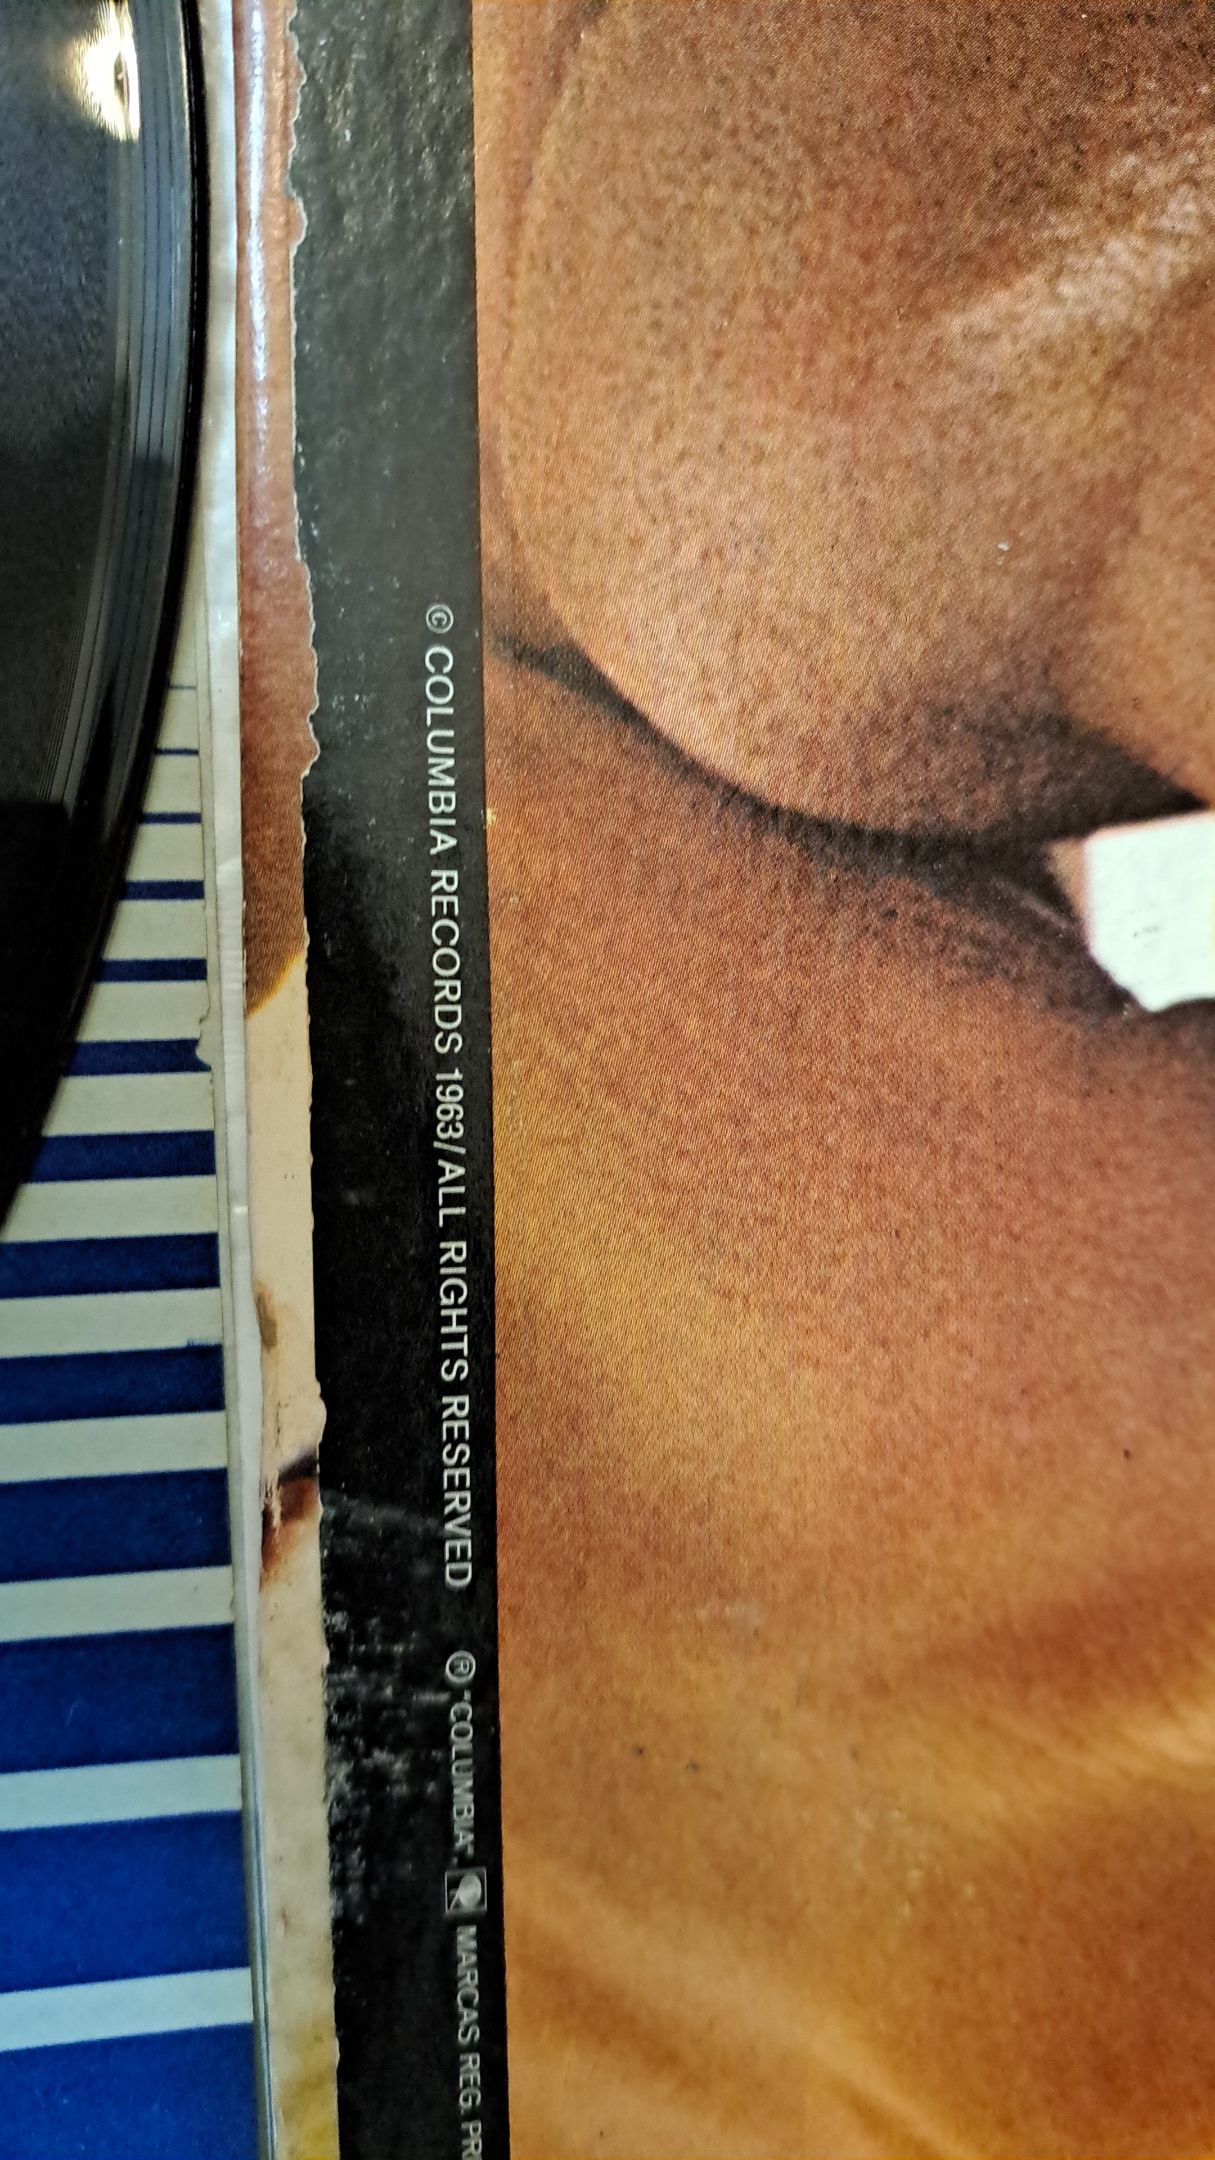 © COLUMBIA RECORDS 1963/ALL RIGHTS RESERVED ® "COLUMBIA", MARCAS REG.